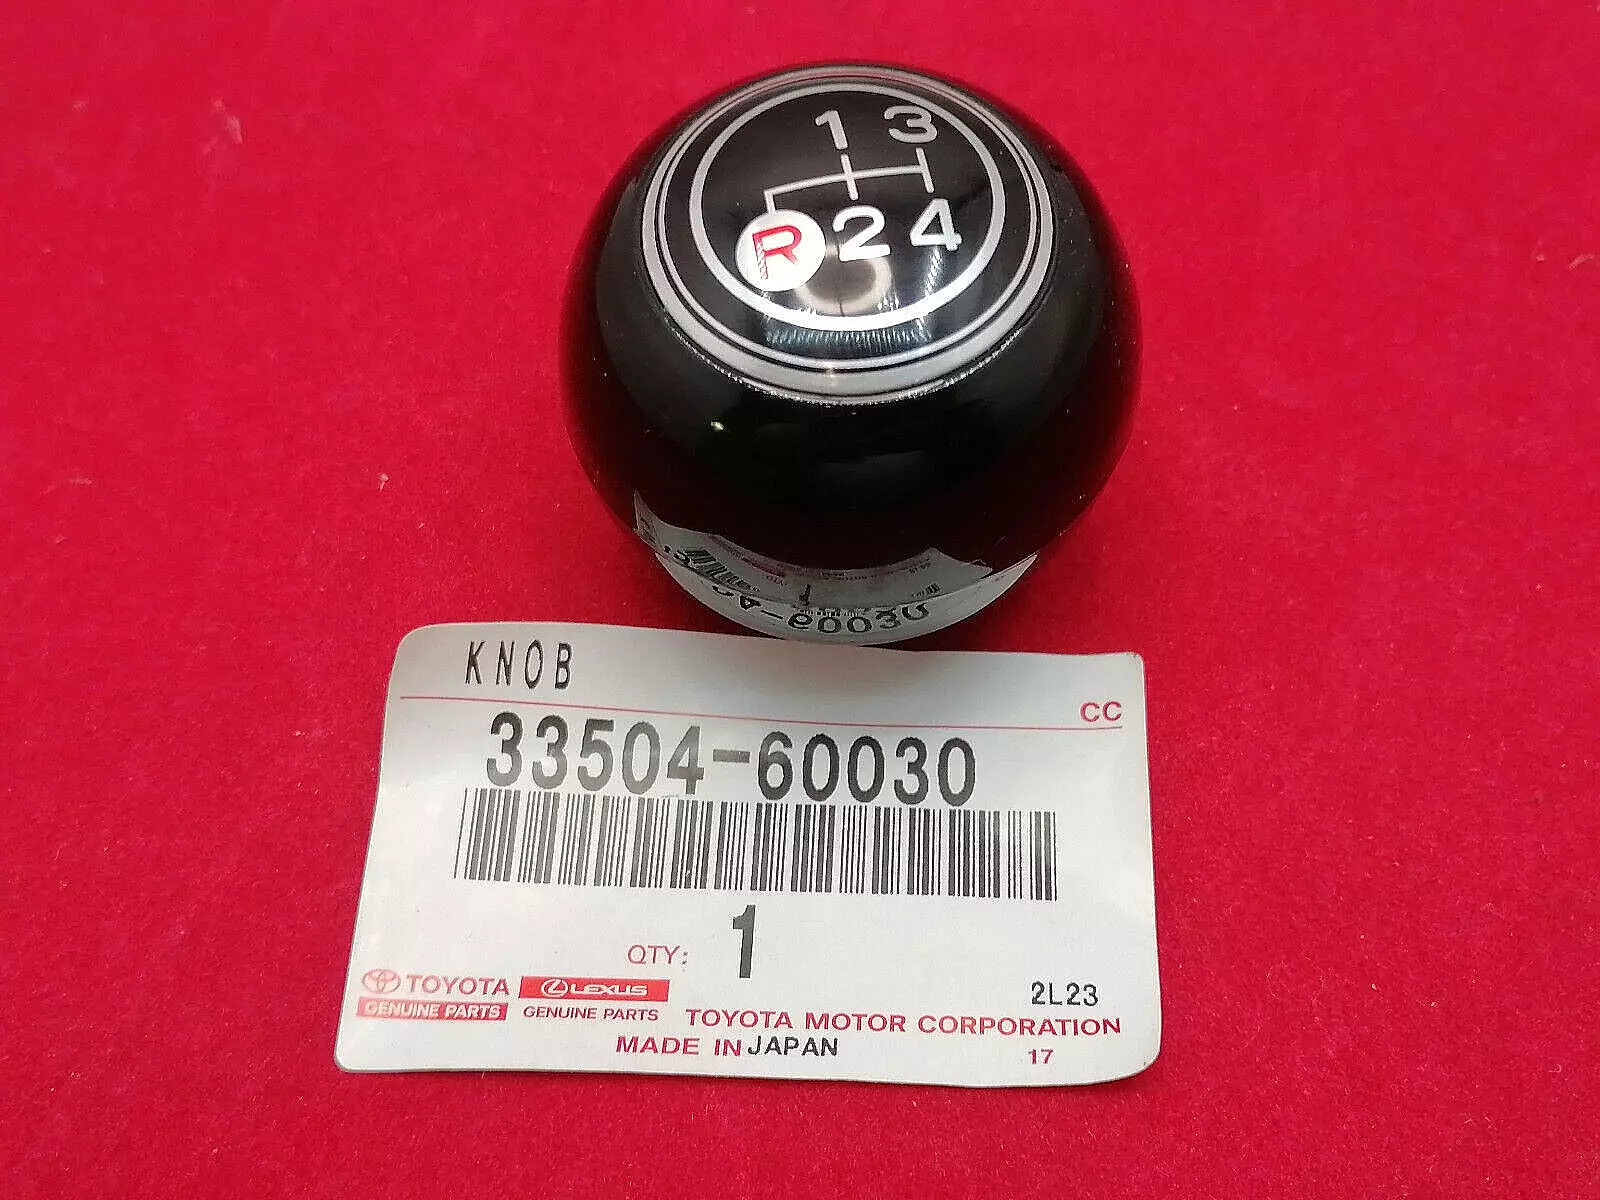 1 3
R 2 4
KNOB
CC
33504-60030
QTY: 1
TOYOTA LEXUS
GENUINE PARTS GENUINE PARTS
2L23
TOYOTA MOTOR CORPORATION
MADE IN JAPAN
17